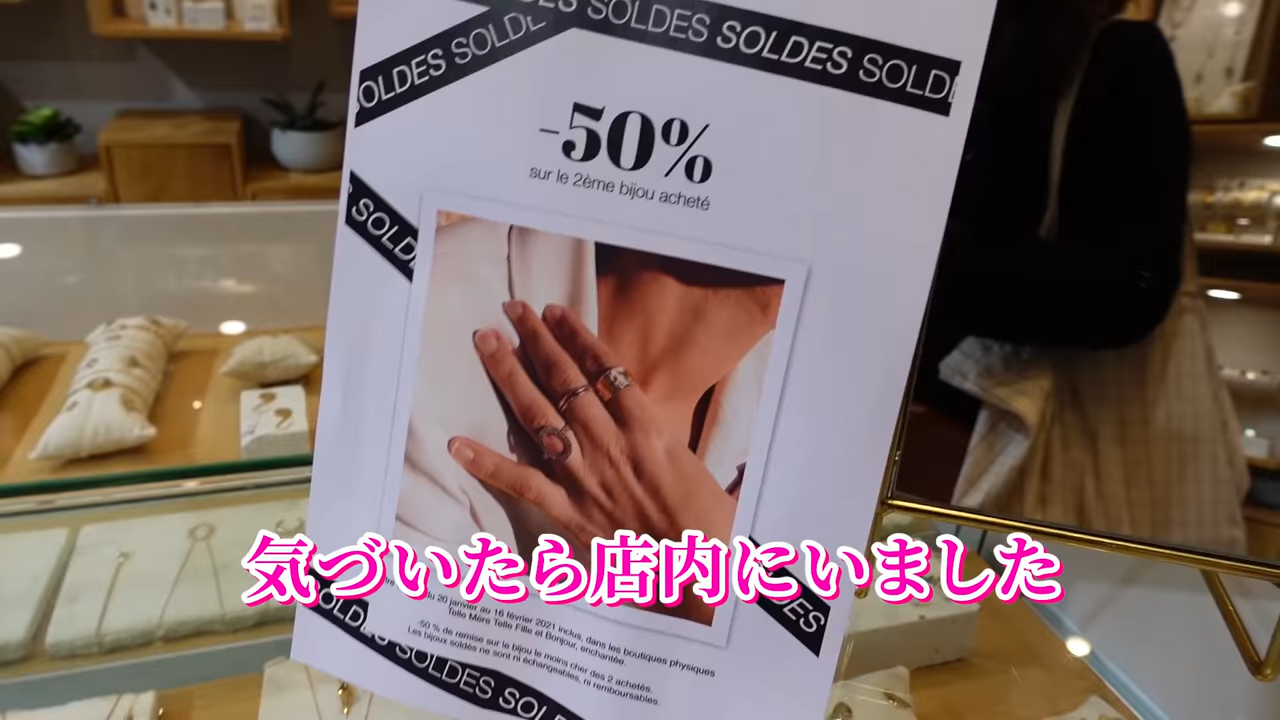 SOLDES SOLDES SOLDES
SOLDES
-50%
sur le 2ème bijou acheté
SOLDES
気づいたら店内にいました
du 20 janvier au 16 février 2021 inclus, dans les boutiques physiques
Telle Mère Telle Fille et Bonjour, enchantée.
-50 % de remise sur le bijou le moins cher des 2 achetés.
Les bijoux soldés ne sont ni échangeables, ni remboursables.
SOLDES SOLDES